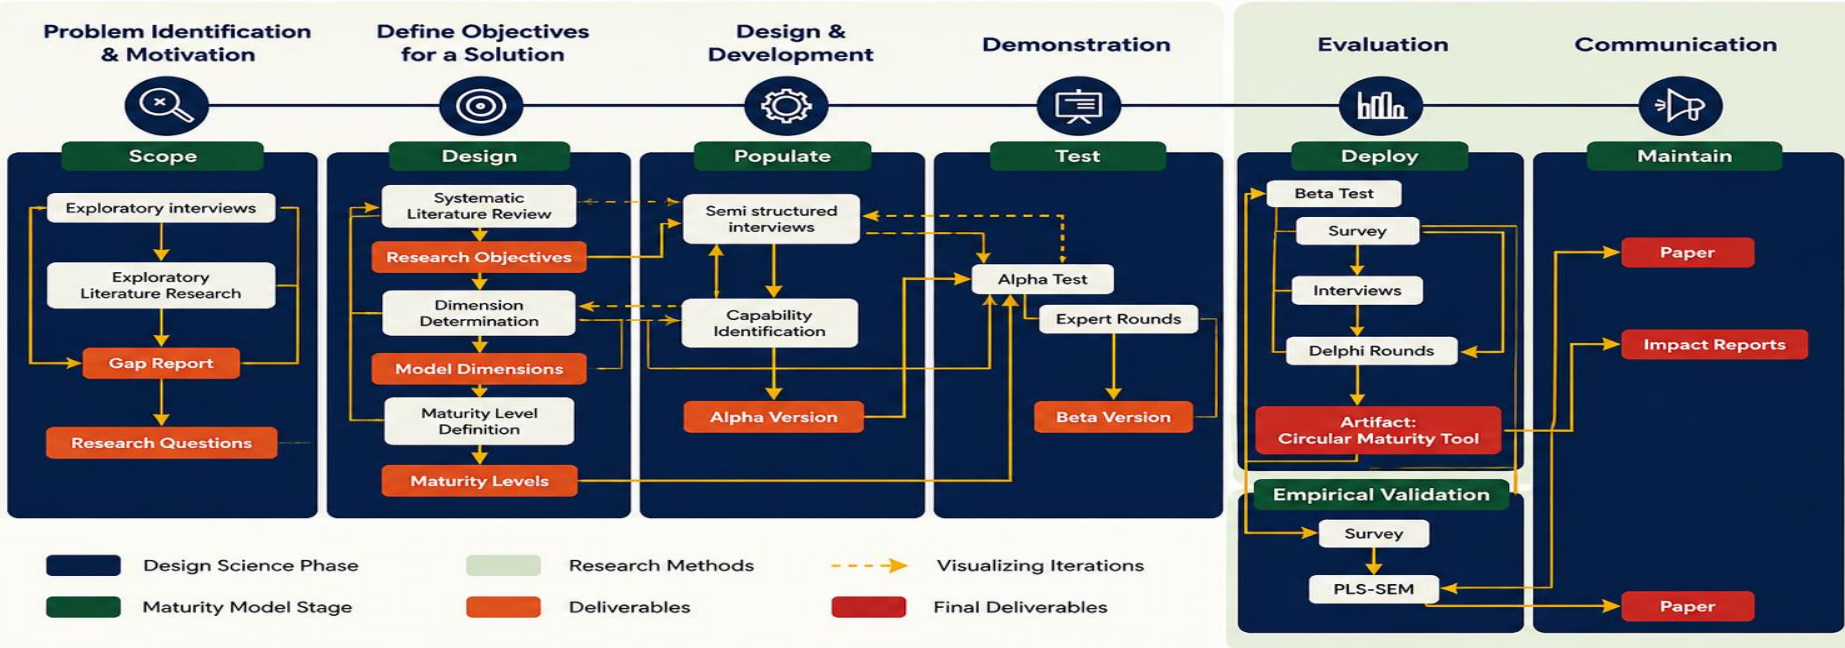 Problem Identification
& Motivation
Define Objectives
for a Solution
Design &
Development
Demonstration
Evaluation
Communication
Scope
Exploratory interviews
Exploratory
Literature Research
Gap Report
Research Questions
Design
Systematic
Literature Review
Research Objectives
Dimension
Determination
Model Dimensions
Maturity Level
Definition
Maturity Levels
Populate
Semi structured
interviews
Capability
Identification
Alpha Version
Test
Alpha Test
Expert Rounds
Beta Version
Deploy
Beta Test
Survey
Interviews
Delphi Rounds
Artifact:
Circular Maturity Tool
Empirical Validation
Survey
PLS-SEM
Maintain
Paper
Impact Reports
Paper
Design Science Phase
Research Methods
Visualizing Iterations
Maturity Model Stage
Deliverables
Final Deliverables